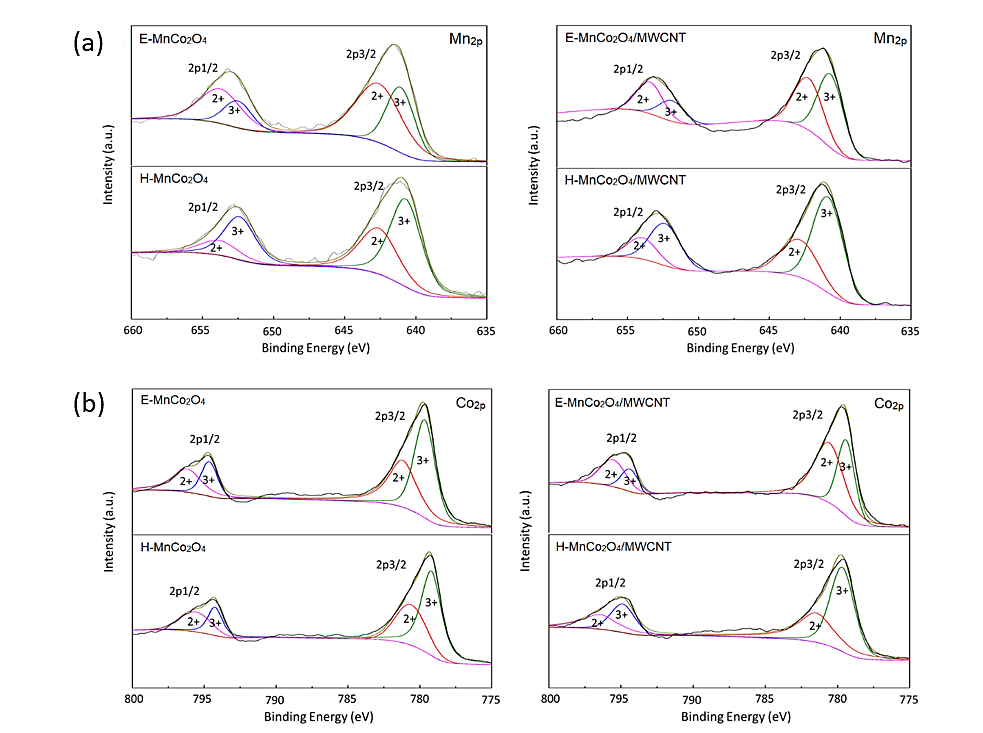 (a)
E-MnCo₂O₄
Mn2p
2p1/2
2+
3+
2p3/2
2+
3+
H-MnCo₂O₄
2p1/2
2+
3+
2p3/2
2+
3+
660 655 650 645 640 635
Binding Energy (eV)
Intensity (a.u.)
E-MnCo₂O₄/MWCNT
Mn2p
2p1/2
2+
3+
2p3/2
2+
3+
H-MnCo₂O₄/MWCNT
2p1/2
2+
3+
2p3/2
2+
3+
660 655 650 645 640 635
Binding Energy (eV)
Intensity (a.u.)
(b)
E-MnCo₂O₄
Co2p
2p1/2
2+
3+
2p3/2
2+
3+
H-MnCo₂O₄
2p1/2
2+
3+
2p3/2
2+
3+
800 795 790 785 780 775
Binding Energy (eV)
Intensity (a.u.)
E-MnCo₂O₄/MWCNT
Co2p
2p1/2
2+
3+
2p3/2
2+
3+
H-MnCo₂O₄/MWCNT
2p1/2
2+
3+
2p3/2
2+
3+
800 795 790 785 780 775
Binding Energy (eV)
Intensity (a.u.)